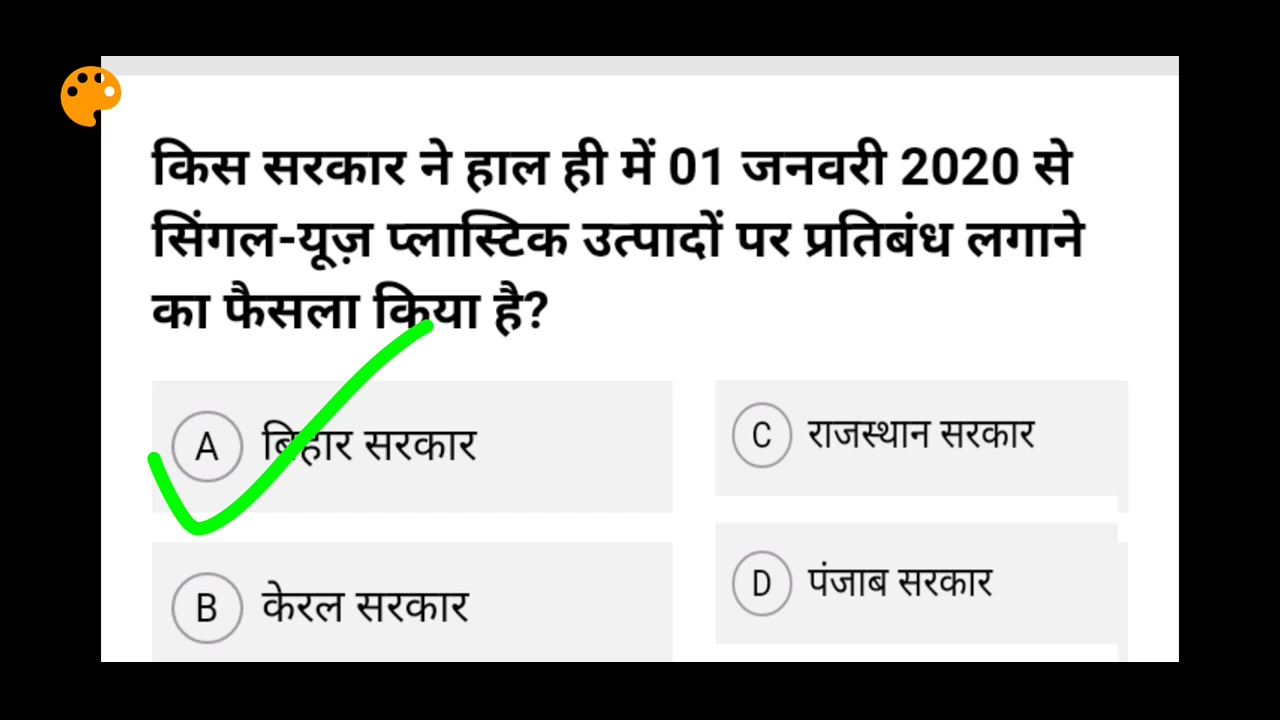 किस सरकार ने हाल ही में 01 जनवरी 2020 से
सिंगल-यूज़ प्लास्टिक उत्पादों पर प्रतिबंध लगाने
का फैसला किया है?
A बिहार सरकार
B केरल सरकार
C राजस्थान सरकार
D पंजाब सरकार